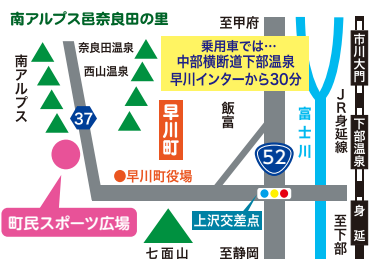 南アルプス邑奈良田の里
至甲府
乗用車では…
中部横断道下部温泉
早川インターから30分
奈良田温泉
西山温泉
南アルプス
37
早川町
飯富
富士川
JR身延線
市川大門
下部温泉
身延
52
早川町役場
町民スポーツ広場
上沢交差点
七面山
至静岡
至下部